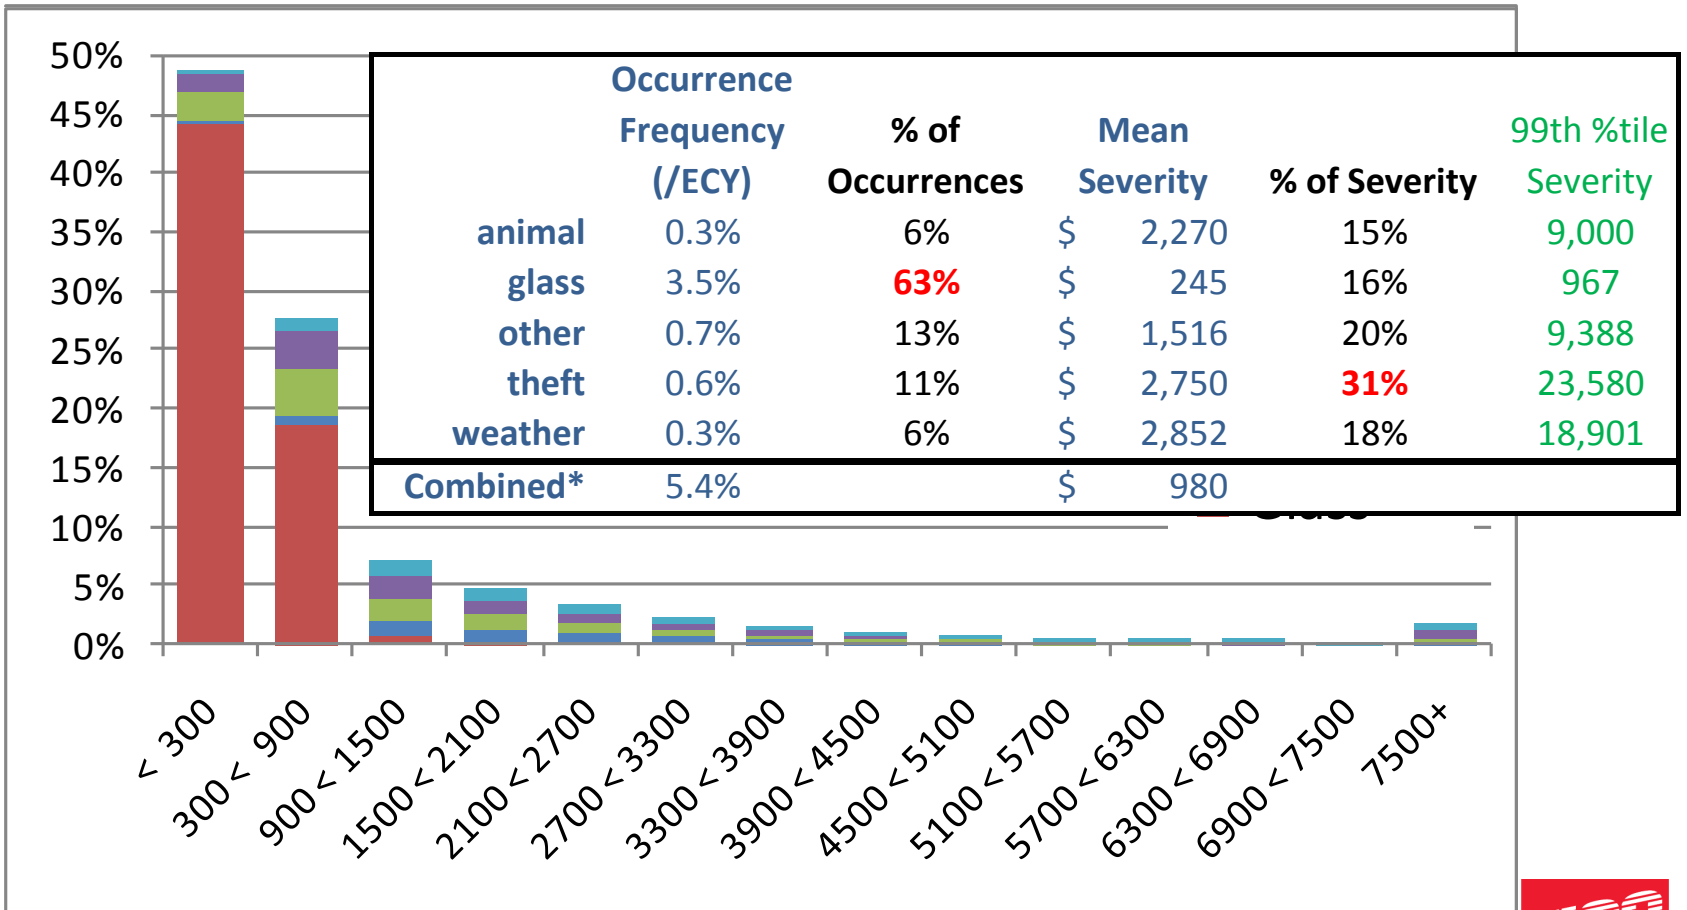 50%
45%
40%
35%
30%
25%
20%
15%
10%
5%
0%
Occurrence
Frequency % of Mean 99th %tile
(/ECY) Occurrences Severity % of Severity Severity
animal 0.3% 6% $ 2,270 15% 9,000
glass 3.5% 63% $ 245 16% 967
other 0.7% 13% $ 1,516 20% 9,388
theft 0.6% 11% $ 2,750 31% 23,580
weather 0.3% 6% $ 2,852 18% 18,901
Combined* 5.4% $ 980
< 300
300 < 900
900 < 1500
1500 < 2100
2100 < 2700
2700 < 3300
3300 < 3900
3900 < 4500
4500 < 5100
5100 < 5700
5700 < 6300
6300 < 6900
6900 < 7500
7500+